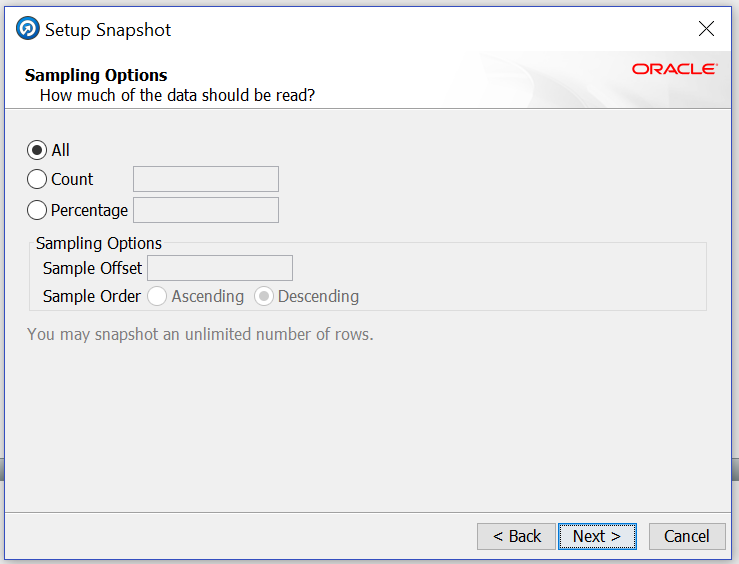 Setup Snapshot
Sampling Options
ORACLE
How much of the data should be read?
All
Count
Percentage
Sampling Options
Sample Offset
Sample Order Ascending Descending
You may snapshot an unlimited number of rows.
< Back Next > Cancel